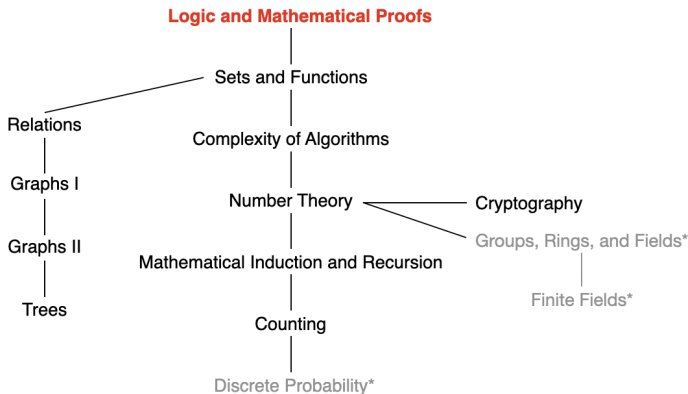 Logic and Mathematical Proofs
Sets and Functions
Relations
Complexity of Algorithms
Graphs I
Number Theory
Cryptography
Groups, Rings, and Fields*
Graphs II
Mathematical Induction and Recursion
Finite Fields*
Trees
Counting
Discrete Probability*